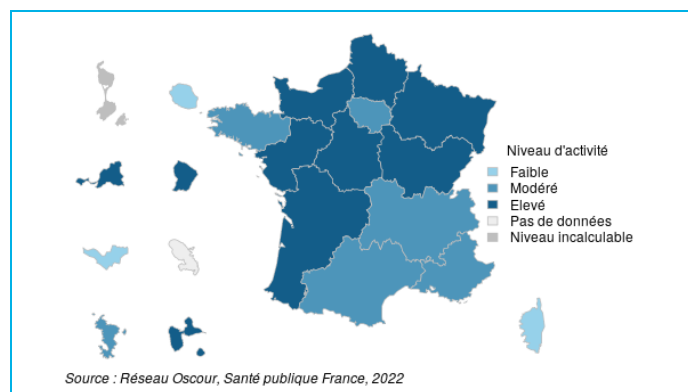 Niveau d'activité
Faible
Modéré
Elevé
Pas de données
Niveau incalculable
Source : Réseau Oscour, Santé publique France, 2022